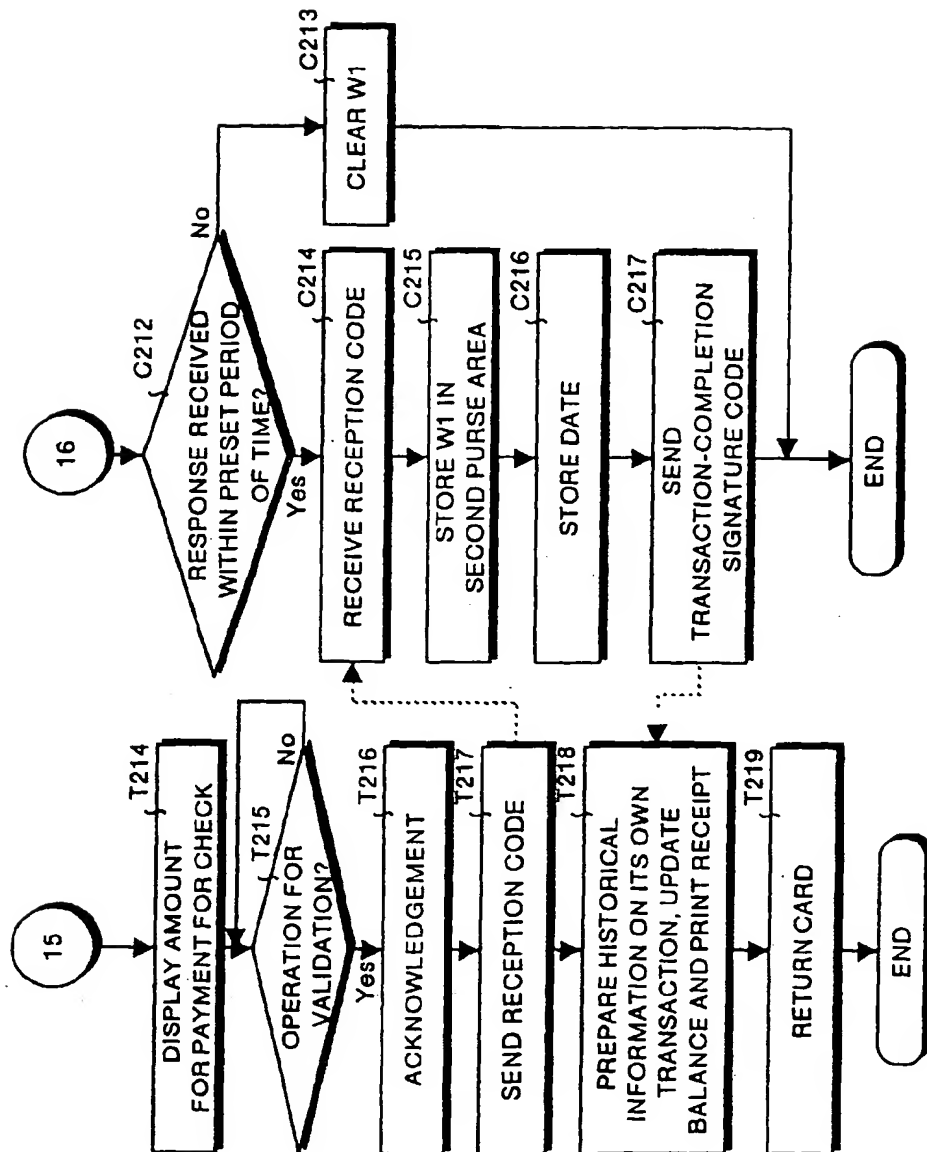 15
T214
DISPLAY AMOUNT
FOR PAYMENT FOR CHECK
T215
OPERATION FOR
VALIDATION?
No
Yes
T216
ACKNOWLEDGEMENT
T217
SEND RECEPTION CODE
T218
PREPARE HISTORICAL
INFORMATION ON ITS OWN
TRANSACTION, UPDATE
BALANCE AND PRINT RECEIPT
T219
RETURN CARD
END
16
C212
RESPONSE RECEIVED
WITHIN PRESET PERIOD
OF TIME?
No
Yes
C213
CLEAR W1
C214
RECEIVE RECEPTION CODE
C215
STORE W1 IN
SECOND PURSE AREA
C216
STORE DATE
C217
SEND
TRANSACTION-COMPLETION
SIGNATURE CODE
END